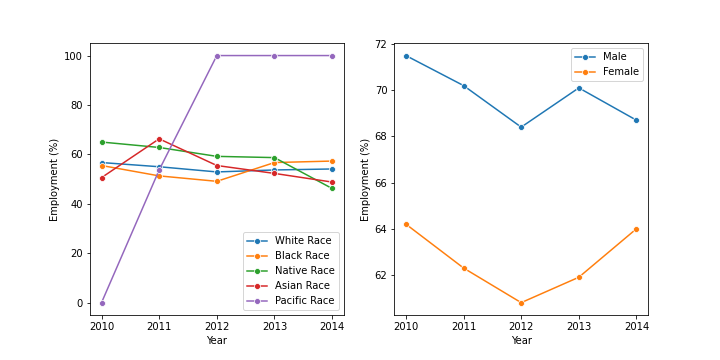 Employment (%)
100
80
60
40
20
0
2010 2011 2012 2013 2014
Year
White Race
Black Race
Native Race
Asian Race
Pacific Race
Employment (%)
72
70
68
66
64
62
2010 2011 2012 2013 2014
Year
Male
Female